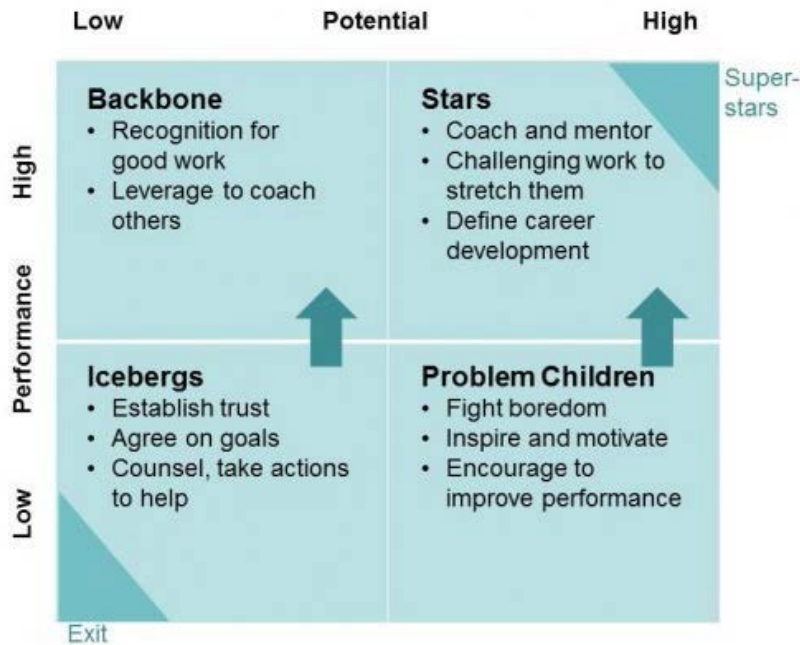 Low Potential High
Super-
stars
High
Performance
Low
Backbone
• Recognition for
good work
• Leverage to coach
others
Stars
• Coach and mentor
• Challenging work to
stretch them
• Define career
development
Icebergs
• Establish trust
• Agree on goals
• Counsel, take actions
to help
Problem Children
• Fight boredom
• Inspire and motivate
• Encourage to
improve performance
Exit